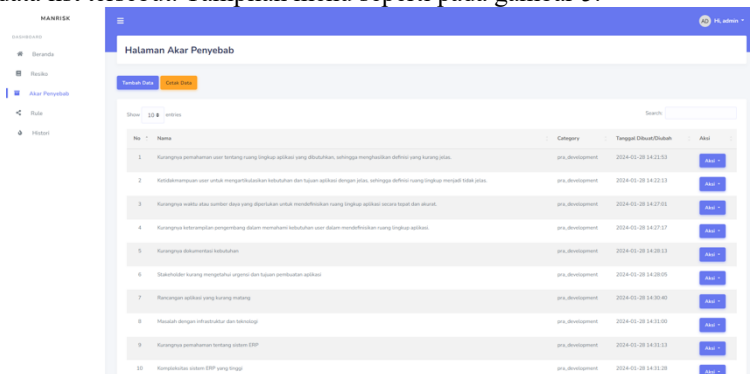 data list tersebut. Tampilan menu seperti pada gambar 3.
MANRISK
AD Hi, admin
DASHBOARD
Beranda
Resiko
Akar Penyebab
Rule
Histori
Halaman Akar Penyebab
Tambah Data Cetak Data
Show 10 entries Search:
No Nama Category Tanggal Dibuat/Diubah Aksi
1 Kurangnya pemahaman user tentang ruang lingkup aplikasi yang dibutuhkan, sehingga menghasilkan definisi yang kurang jelas. pra_development 2024-01-28 14:21:53 Aksi
2 Ketidakmampuan user untuk mengartikulasikan kebutuhan dan tujuan aplikasi dengan jelas, sehingga definisi ruang lingkup menjadi tidak jelas. pra_development 2024-01-28 14:22:13 Aksi
3 Kurangnya waktu atau sumber daya yang diperlukan untuk mendefinisikan ruang lingkup aplikasi secara tepat dan akurat. pra_development 2024-01-28 14:27:01 Aksi
4 Kurangnya keterampilan pengembang dalam memahami kebutuhan user dalam mendefinisikan ruang lingkup aplikasi. pra_development 2024-01-28 14:27:17 Aksi
5 Kurangnya dokumentasi kebutuhan pra_development 2024-01-28 14:28:13 Aksi
6 Stakeholder kurang mengetahui urgensi dan tujuan pembuatan aplikasi pra_development 2024-01-28 14:28:05 Aksi
7 Rancangan aplikasi yang kurang matang pra_development 2024-01-28 14:30:40 Aksi
8 Masalah dengan infrastruktur dan teknologi pra_development 2024-01-28 14:31:00 Aksi
9 Kurangnya pemahaman tentang sistem ERP pra_development 2024-01-28 14:31:13 Aksi
10 Kompleksitas sistem ERP yang tinggi pra_development 2024-01-28 14:31:28 Aksi